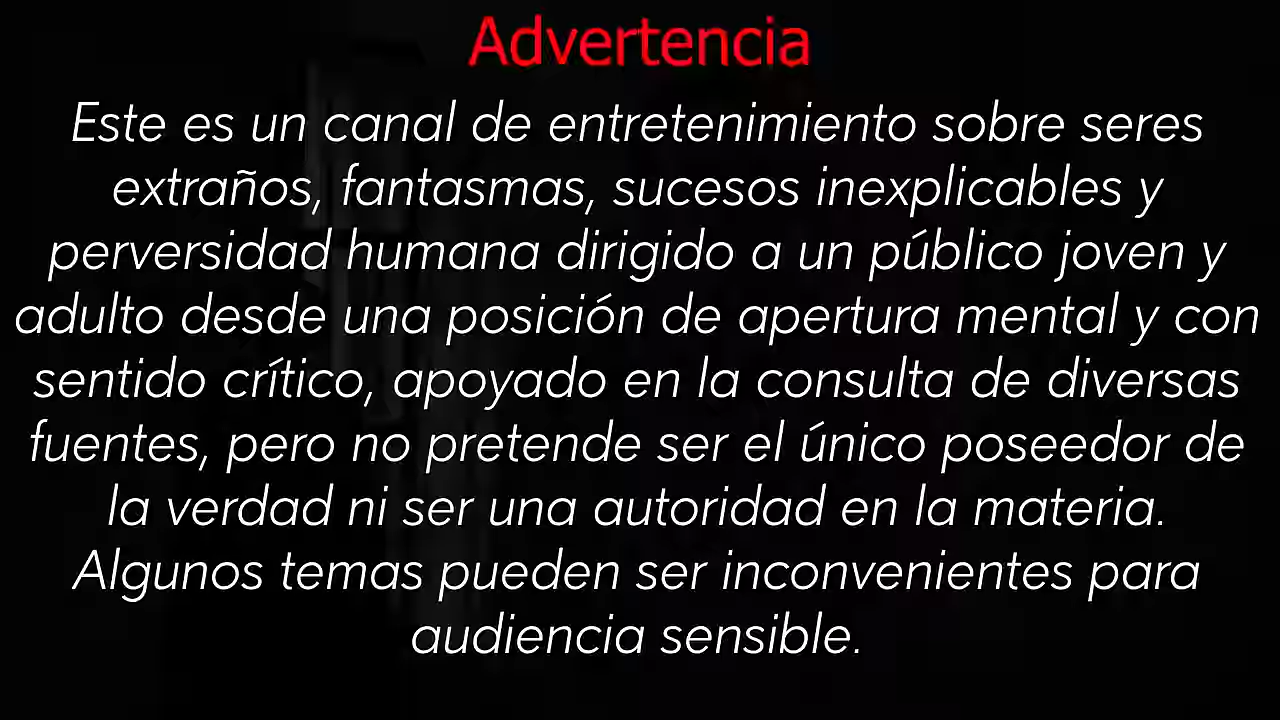 Advertencia
Este es un canal de entretenimiento sobre seres
extraños, fantasmas, sucesos inexplicables y
perversidad humana dirigido a un público joven y
adulto desde una posición de apertura mental y con
sentido crítico, apoyado en la consulta de diversas
fuentes, pero no pretende ser el único poseedor de
la verdad ni ser una autoridad en la materia.
Algunos temas pueden ser inconvenientes para
audiencia sensible.